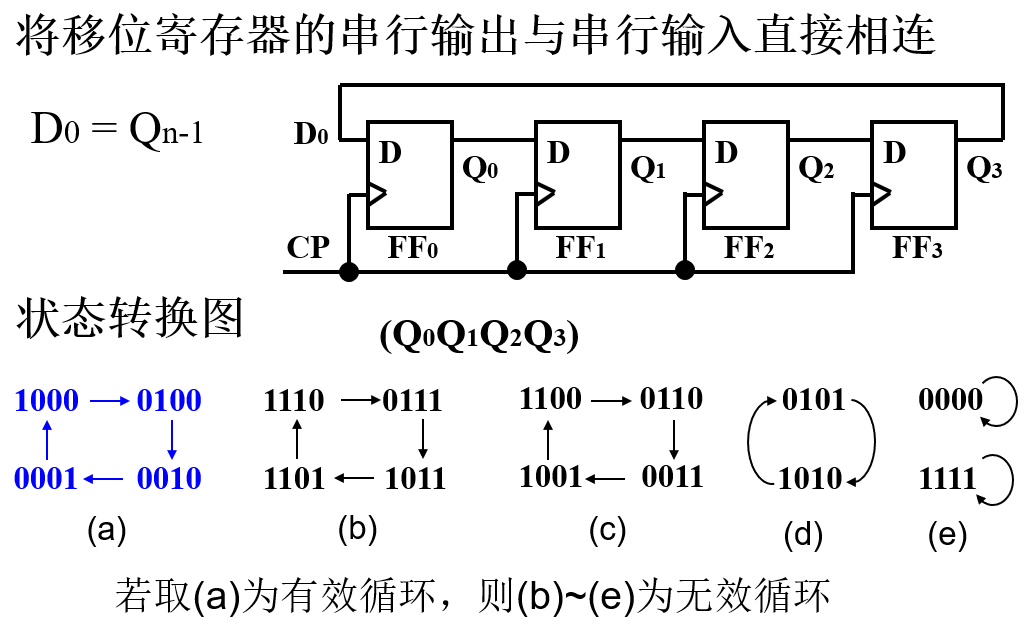 将移位寄存器的串行输出与串行输入直接相连
D0 = Qn-1
D0 D Q0 D Q1 D Q2 D Q3
CP FF0 FF1 FF2 FF3
状态转换图
(Q0Q1Q2Q3)
1000 0100 1110 0111 1100 0110 0101 0000
0001 0010 1101 1011 1001 0011 1010 1111
(a) (b) (c) (d) (e)
若取(a)为有效循环，则(b)~(e)为无效循环